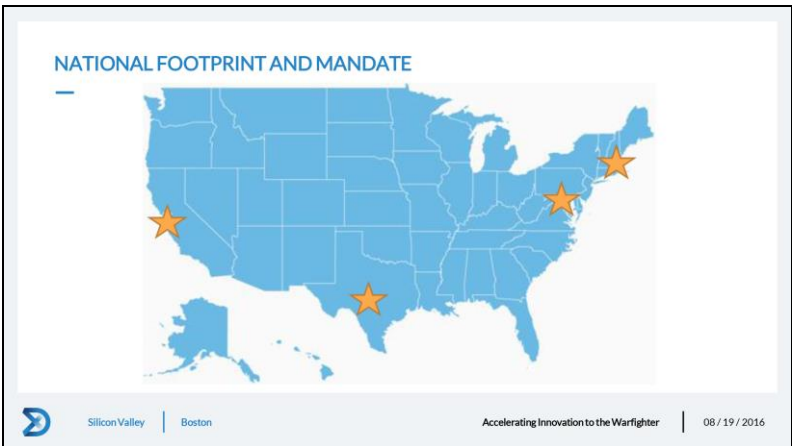 NATIONAL FOOTPRINT AND MANDATE
Silicon Valley
Boston
Accelerating Innovation to the Warfighter
08 / 19 / 2016